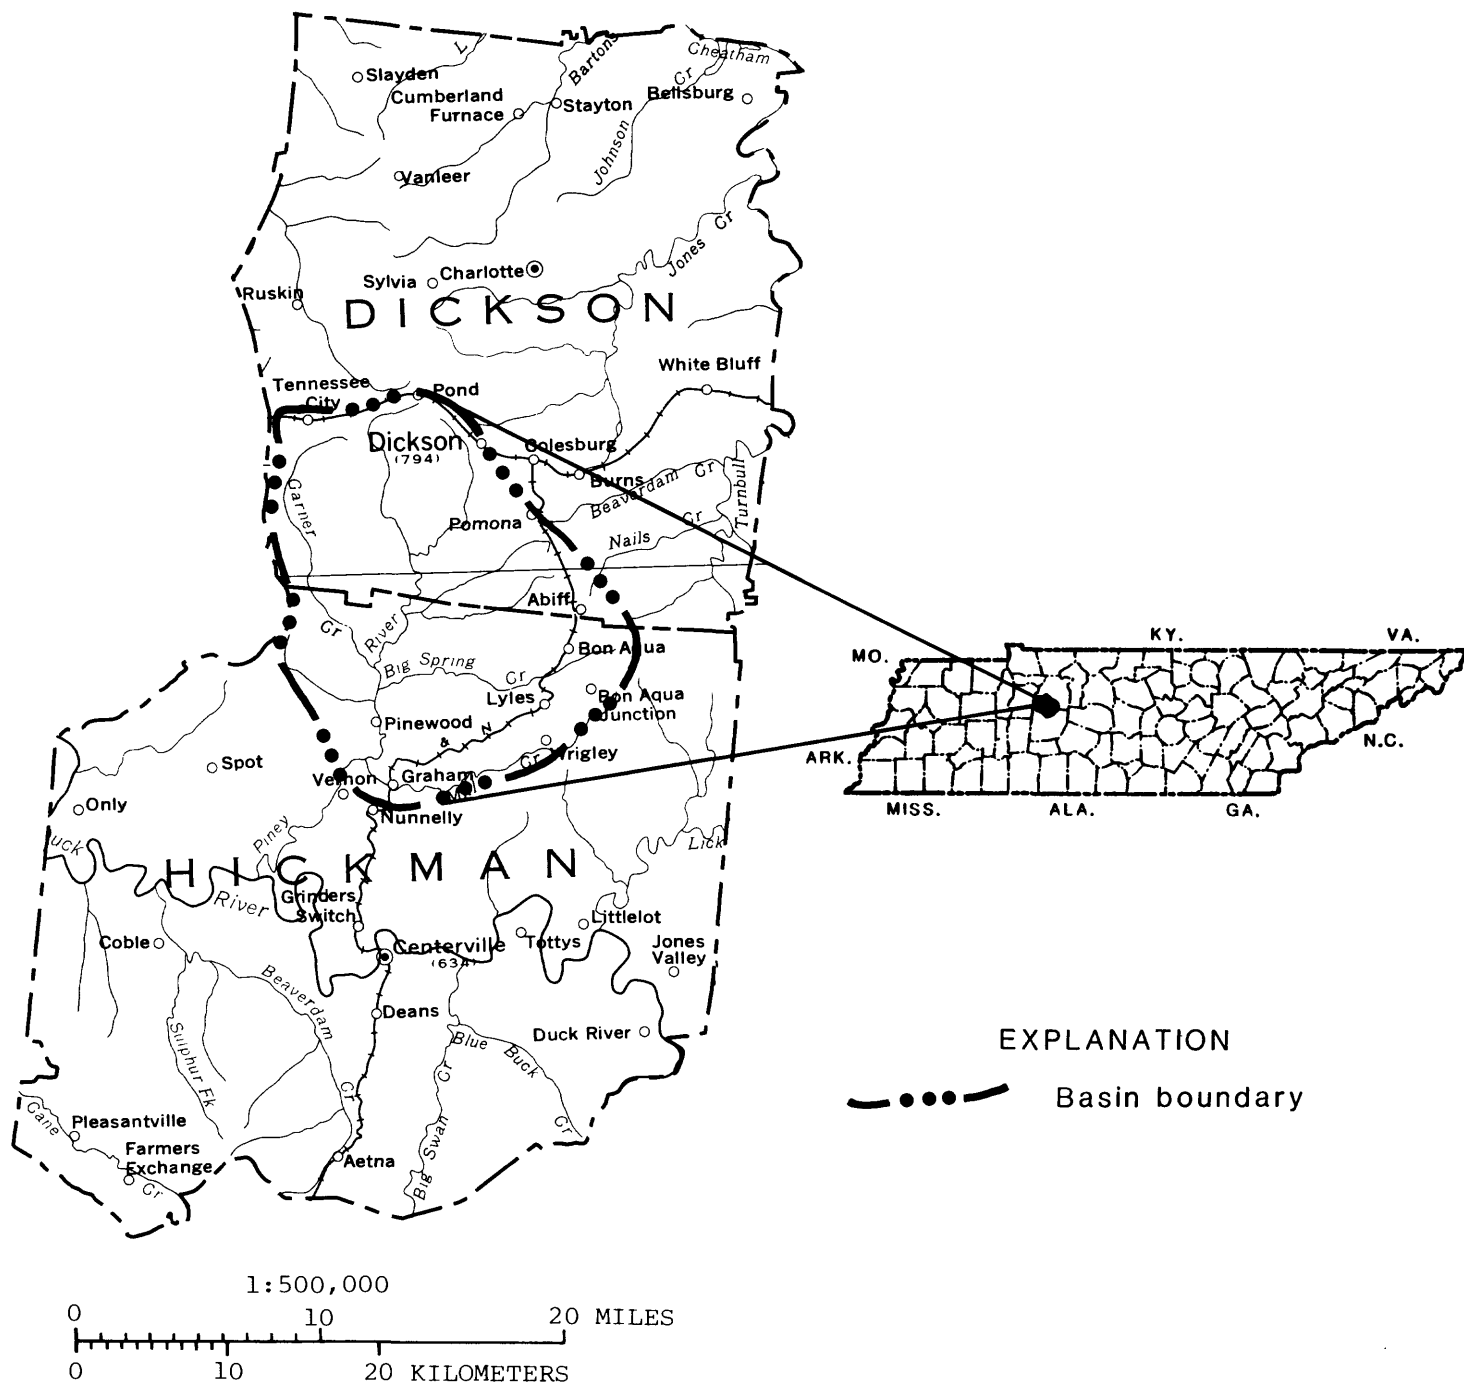 L
Bartons
Cheatham
Slayden
Cr
Cumberland
Furnace
Stayton
Bellsburg
Johnson
Vanleer
Jones Cr
Sylvia
Charlotte
Ruskin
DICKSON
White Bluff
Tennessee
City
Pond
Dickson
(794)
Colesburg
Burns
Beaverdam Cr
Turnbull
Garner
Pomona
Nails Cr
Abiff
Cr
River
Bon Aqua
Big Spring Cr
Lyles
Bon Aqua
Junction
Pinewood
& N
Wrigley
Cr
Spot
Vernon
Graham
Mill
Only
Nunnelly
Piney
uck
Lick
HICKMAN
River
Grinders
Switch
Littlelot
Coble
Centerville
(634)
Tottys
Jones
Valley
Beaverdam
Cr
Deans
Duck River
Sulphur Fk
Blue Buck
Cr
Big Swan Cr
Cane
Pleasantville
Farmers
Exchange
Cr
Aetna
MO.
KY.
VA.
ARK.
N.C.
MISS.
ALA.
GA.
EXPLANATION
Basin boundary
1:500,000
0 10 20 MILES
0 10 20 KILOMETERS